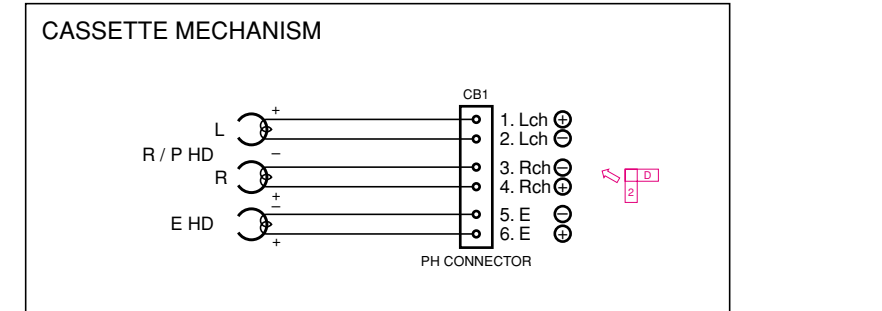 CASSETTE MECHANISM
CB1
+
L
1. Lch +
2. Lch −
R / P HD
−
3. Rch −
R
4. Rch +
D
2
+
−
E HD
5. E −
6. E +
+
PH CONNECTOR